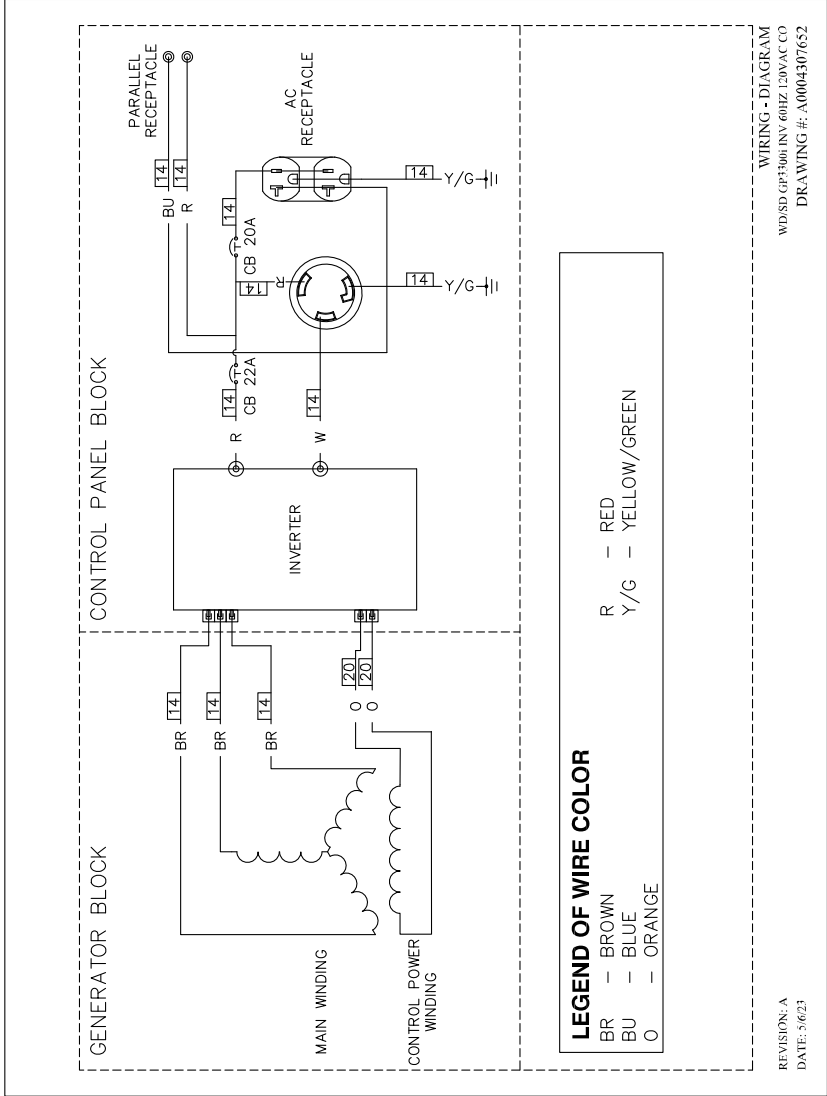 GENERATOR BLOCK
CONTROL PANEL BLOCK
PARALLEL
RECEPTACLE
BU
14
R
14
AC
RECEPTACLE
BR
14
BR
14
BR
14
R
14
CB 22A
14
R
CB 20A
14
14
Y/G
W
14
14
Y/G
INVERTER
MAIN WINDING
O
20
O
20
CONTROL POWER
WINDING
LEGEND OF WIRE COLOR
BR – BROWN
BU – BLUE
O – ORANGE
R – RED
Y/G – YELLOW/GREEN
REVISION: A
DATE: 5/6/23
WIRING - DIAGRAM
WD/SD GP3300i INV 60HZ 120VAC CO
DRAWING #: A0004307652